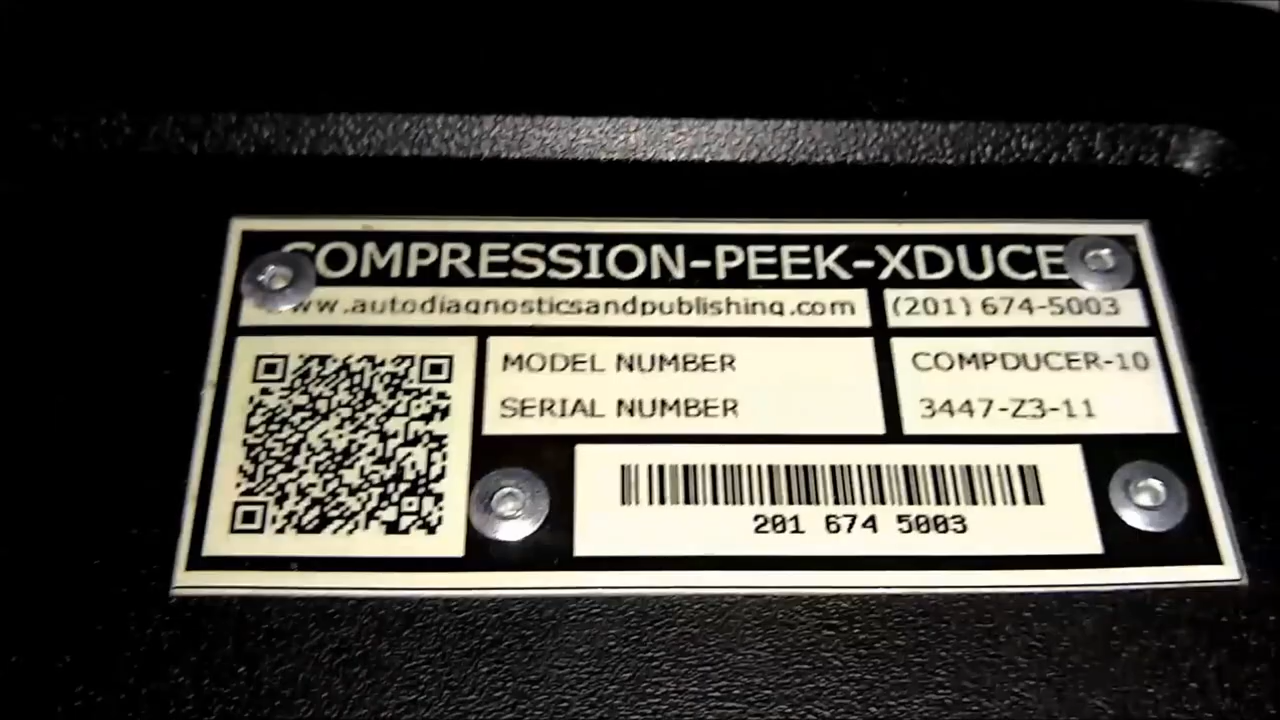 COMPRESSION-PEEK-XDUCE
www.autodiagnosticsandpublishing.com (201) 674-5003
MODEL NUMBER COMPDUCER-10
SERIAL NUMBER 3447-Z3-11
201 674 5003